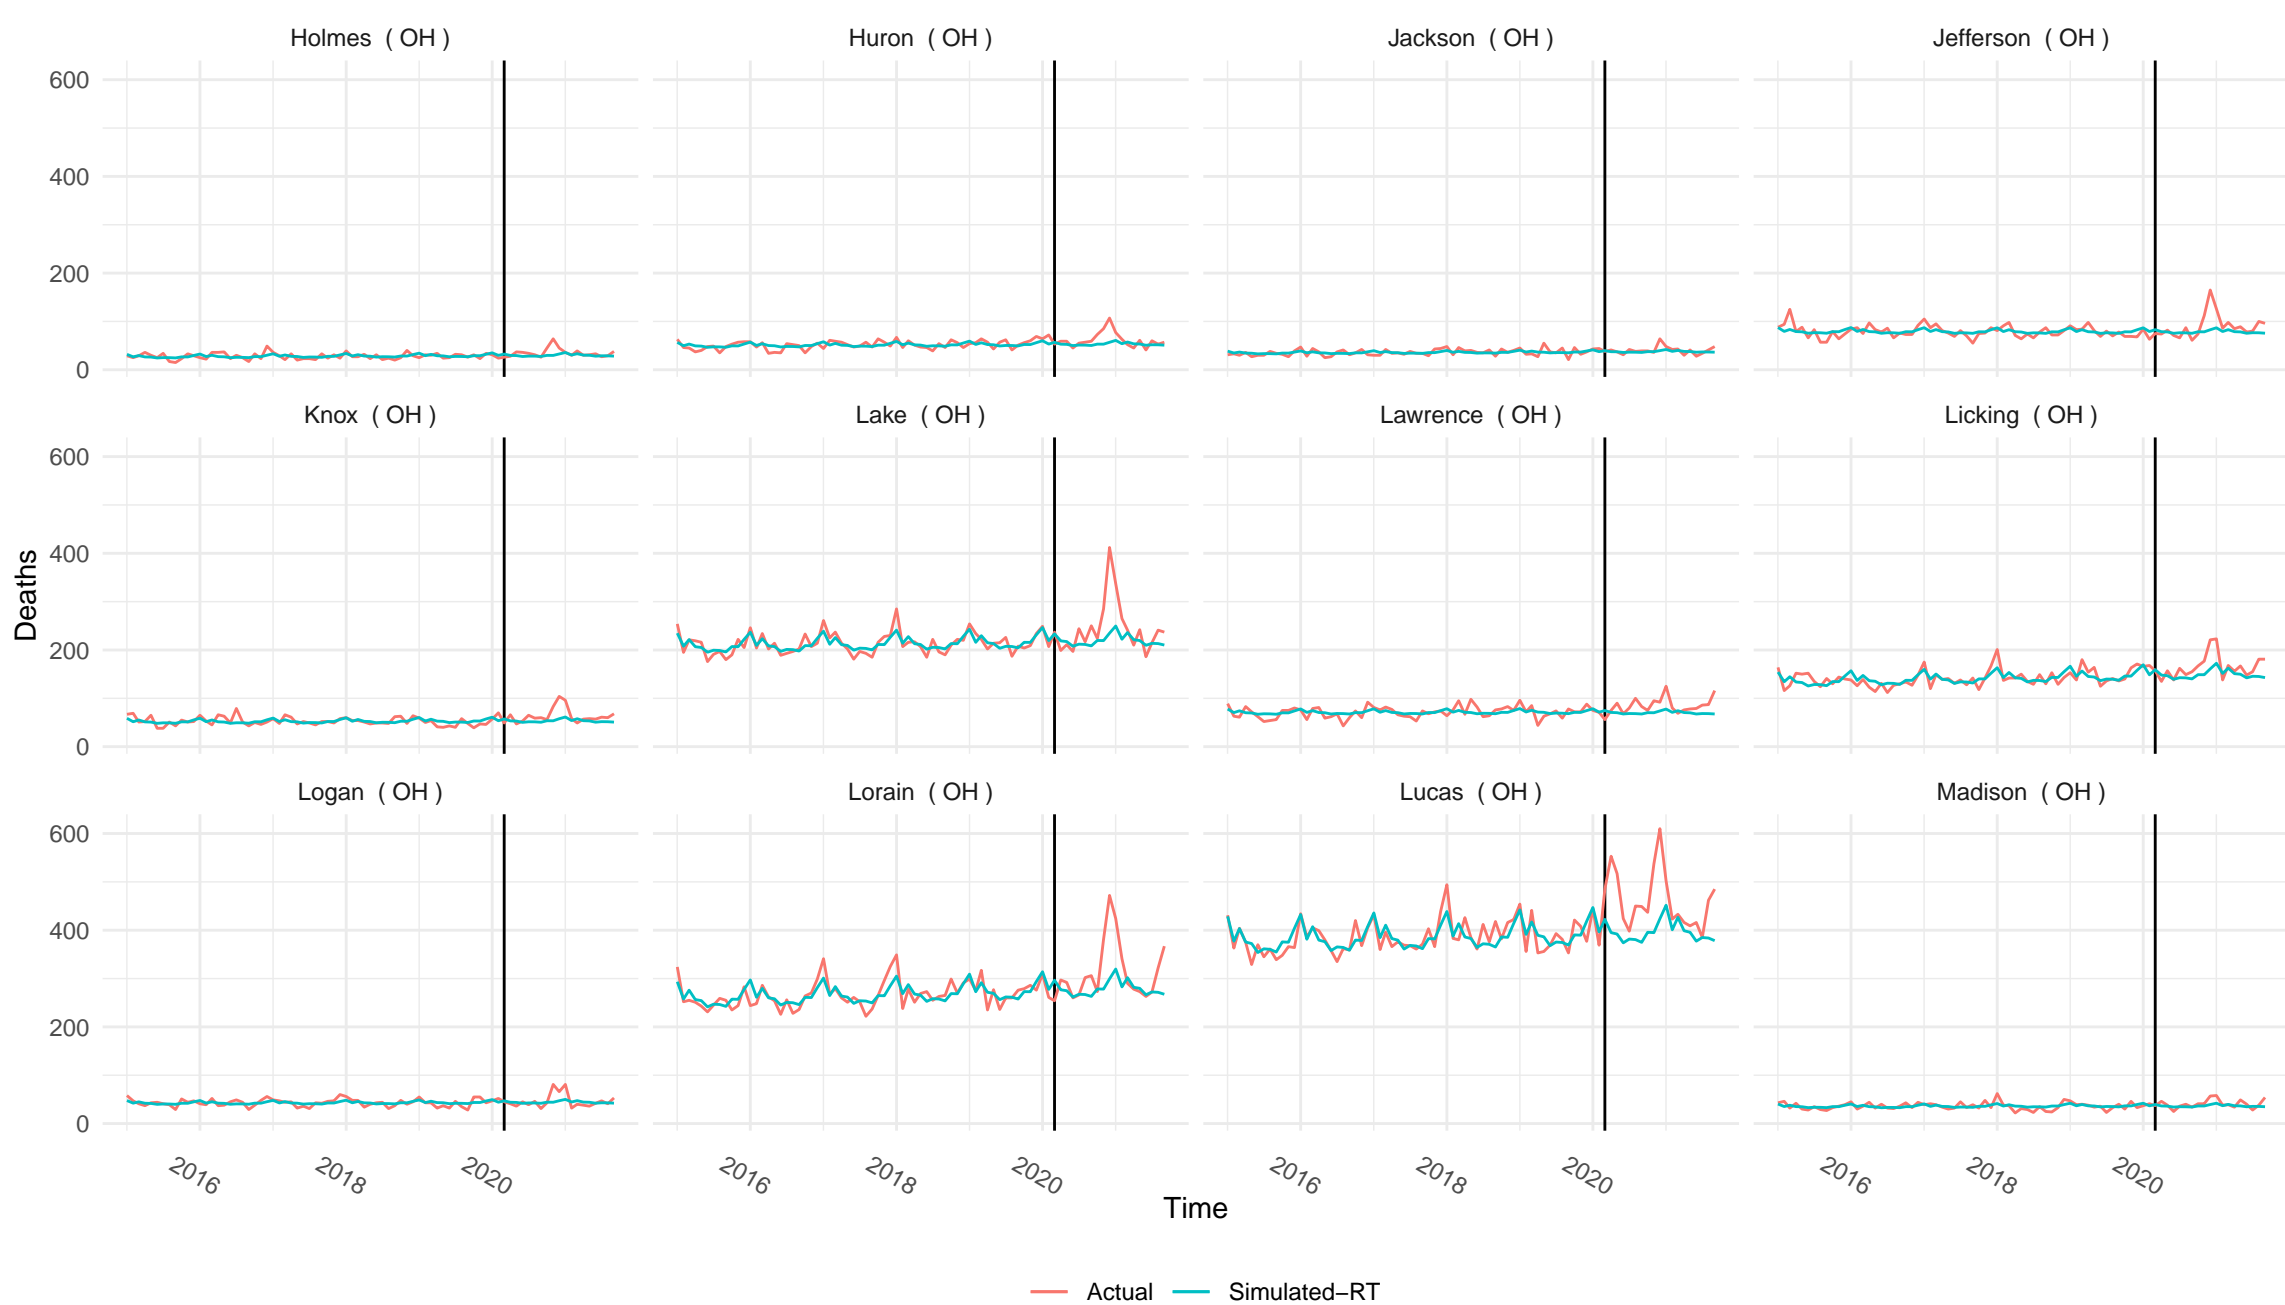 Holmes ( OH ) Huron ( OH ) Jackson ( OH ) Jefferson ( OH )
600
400
200
0
Knox ( OH ) Lake ( OH ) Lawrence ( OH ) Licking ( OH )
600
400
200
0
Deaths
Logan ( OH ) Lorain ( OH ) Lucas ( OH ) Madison ( OH )
600
400
200
0
2016 2018 2020 2016 2018 2020 2016 2018 2020 2016 2018 2020
Time
Actual Simulated−RT